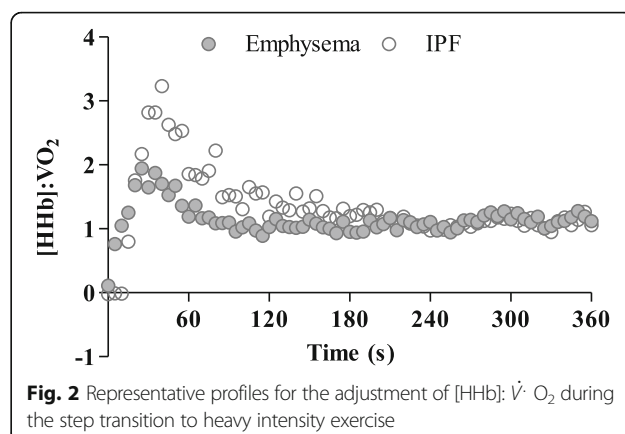 4
Emphysema IPF
3
2
1
0
-1
[HHb]:VO₂
60 120 180 240 300 360
Time (s)
Fig. 2 Representative profiles for the adjustment of [HHb]: V̇· O₂ during
the step transition to heavy intensity exercise